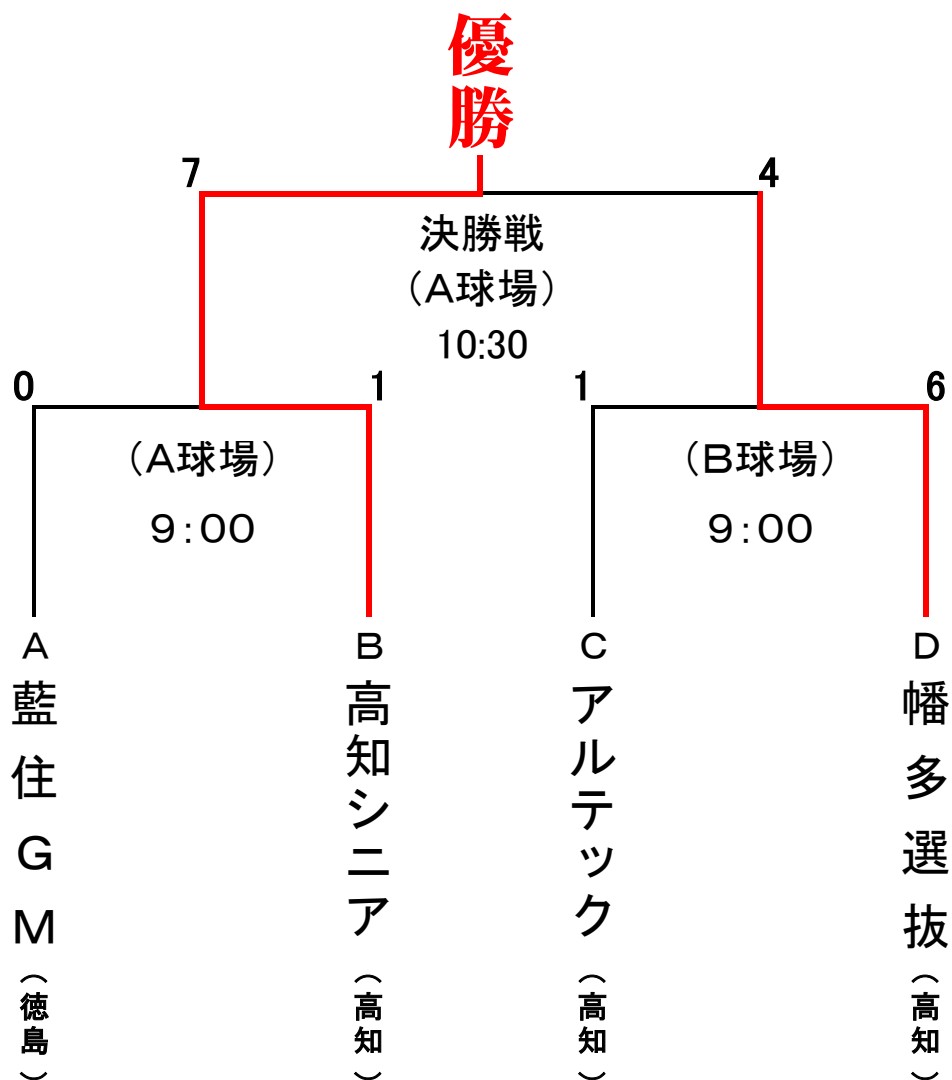 優勝
7
4
決勝戦
（A球場）
10:30
0
1
1
6
（A球場）
9:00
（B球場）
9:00
A
藍住GM（徳島）
B
高知シニア（高知）
C
アルテック（高知）
D
幡多選抜（高知）